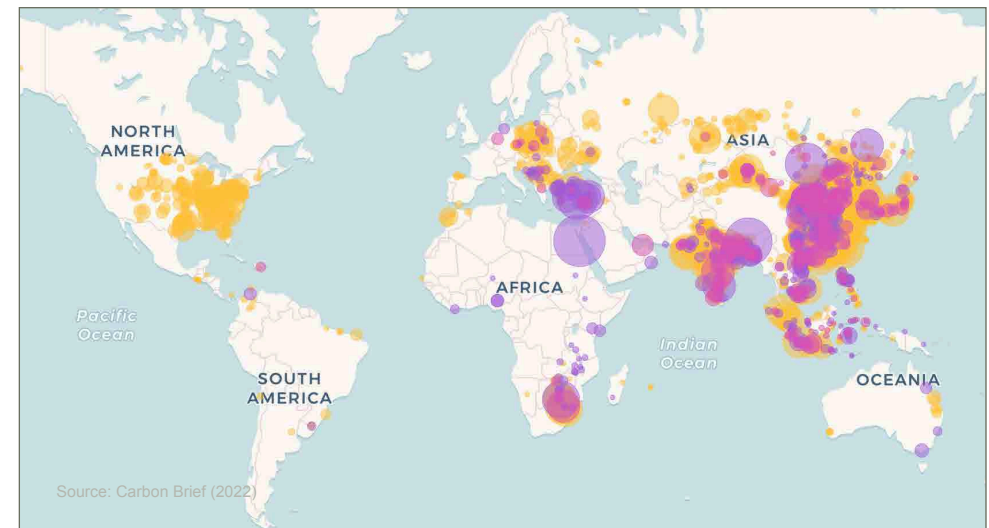 NORTH
AMERICA
ASIA
AFRICA
Pacific
Ocean
Indian
Ocean
SOUTH
AMERICA
OCEANIA
Source: Carbon Brief (2022)